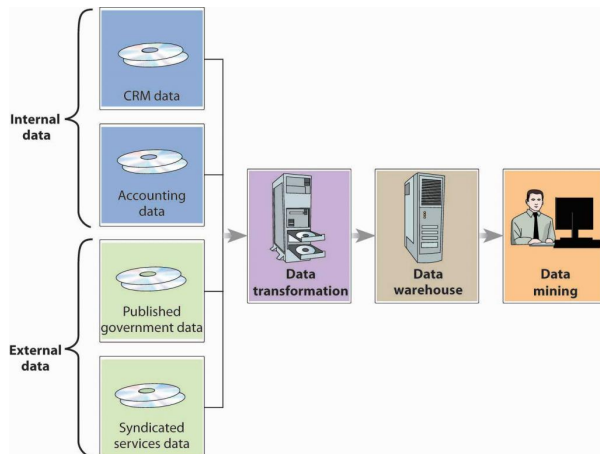 CRM data
Internal
data
Accounting
data
Data
transformation
Data
warehouse
Data
mining
Published
government data
External
data
Syndicated
services data